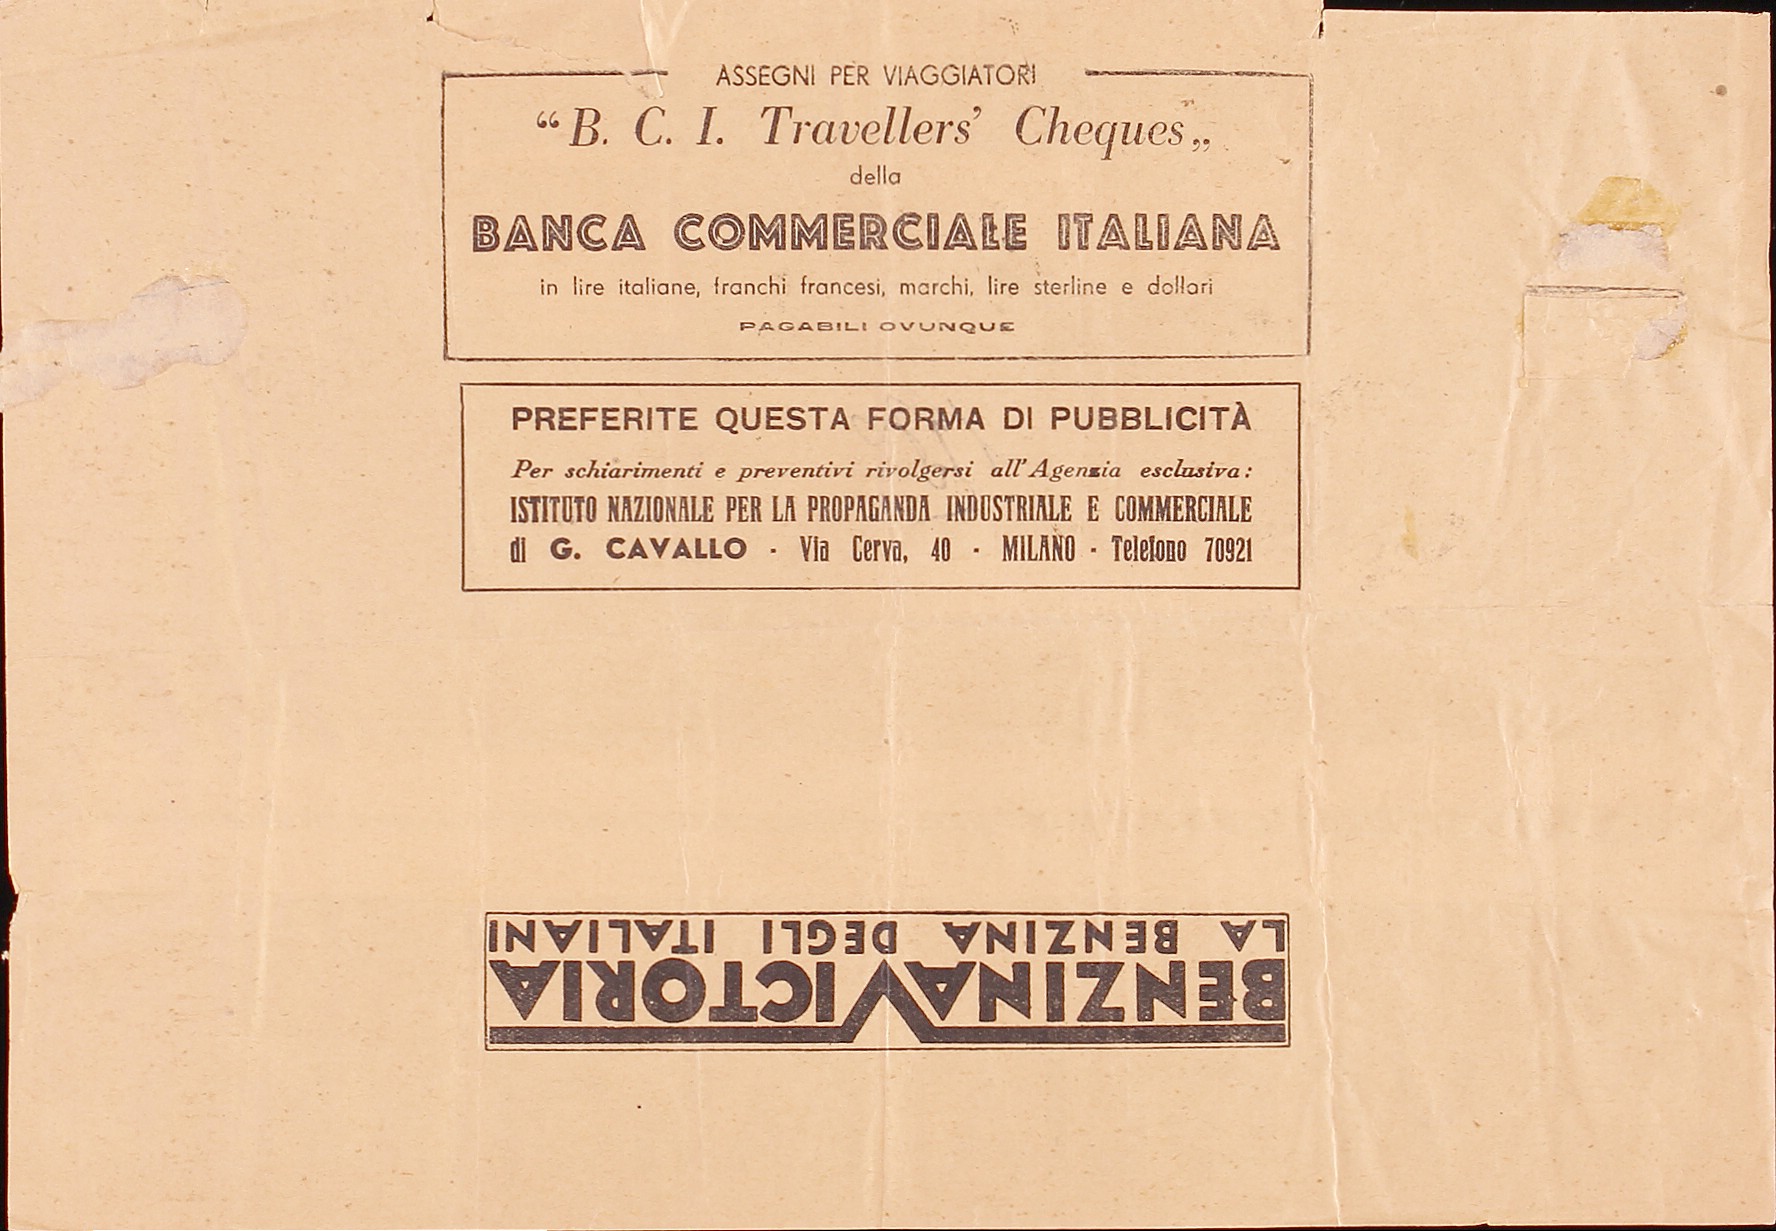 ASSEGNI PER VIAGGIATORI
“B. C. I. Travellers’ Cheques„
della
BANCA COMMERCIALE ITALIANA
in lire italiane, franchi francesi, marchi, lire sterline e dollari
PAGABILI OVUNQUE
PREFERITE QUESTA FORMA DI PUBBLICITÀ
Per schiarimenti e preventivi rivolgersi all’Agenzia esclusiva:
ISTITUTO NAZIONALE PER LA PROPAGANDA INDUSTRIALE E COMMERCIALE
di G. CAVALLO · Via Cerva, 40 · MILANO · Telefono 70921
BENZINA VICTORIA
LA BENZINA DEGLI ITALIANI